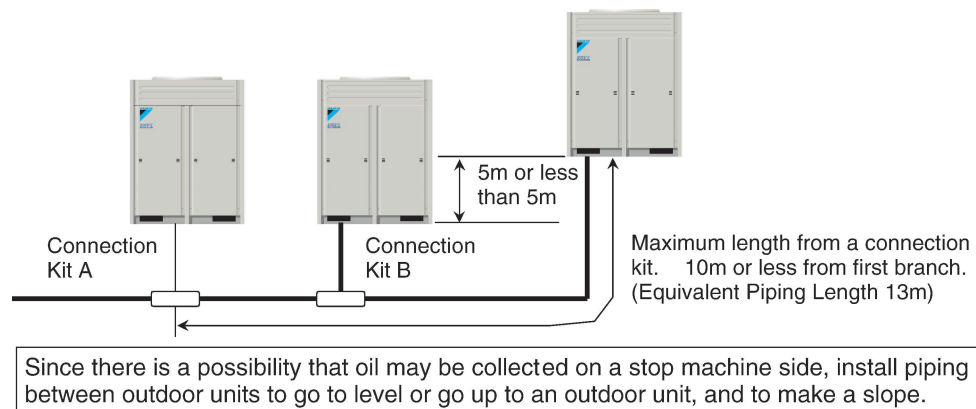 5m or less
than 5m
Connection
Kit A
Connection
Kit B
Maximum length from a connection
kit. 10m or less from first branch.
(Equivalent Piping Length 13m)
Since there is a possibility that oil may be collected on a stop machine side, install piping
between outdoor units to go to level or go up to an outdoor unit, and to make a slope.